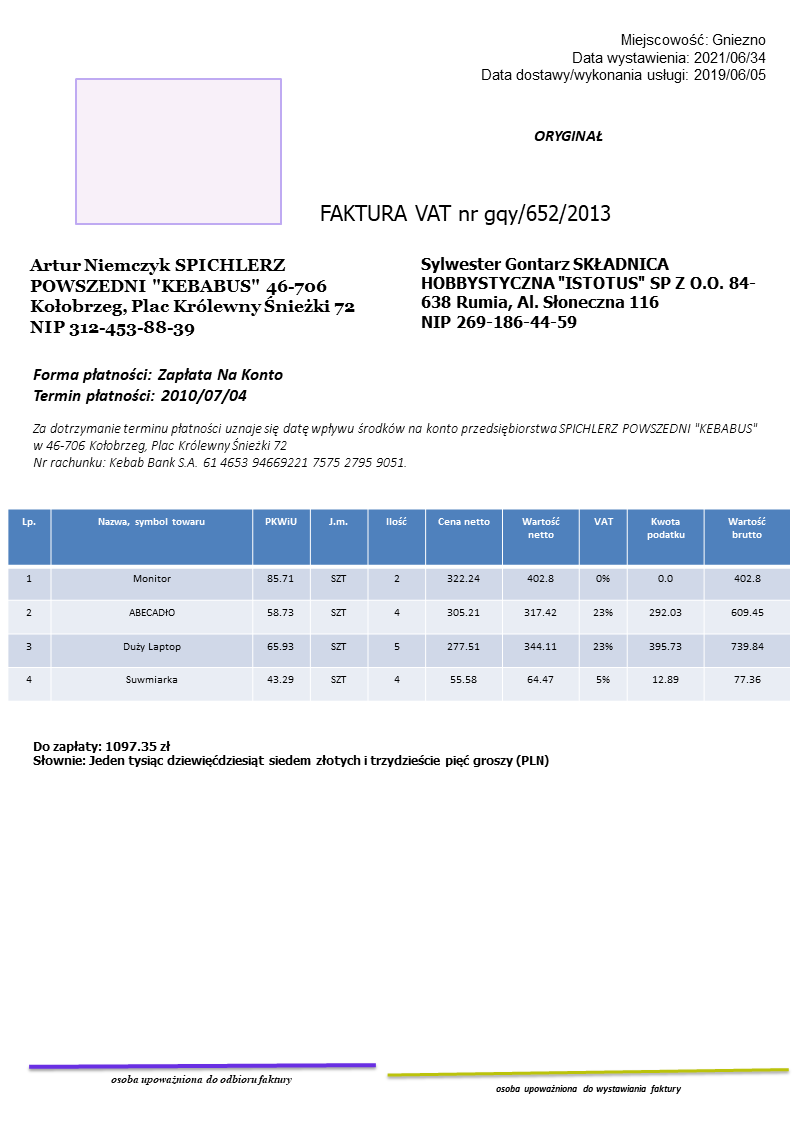 Miejscowość: Gniezno
Data wystawienia: 2021/06/34
Data dostawy/wykonania usługi: 2019/06/05
ORYGINAŁ
FAKTURA VAT nr gqy/652/2013
Artur Niemczyk SPICHLERZ
POWSZEDNI "KEBABUS" 46-706
Kołobrzeg, Plac Królewny Śnieżki 72
NIP 312-453-88-39
Sylwester Gontarz SKŁADNICA
HOBBYSTYCZNA "ISTOTUS" SP Z O.O. 84-
638 Rumia, Al. Słoneczna 116
NIP 269-186-44-59
Forma płatności: Zapłata Na Konto
Termin płatności: 2010/07/04
Za dotrzymanie terminu płatności uznaje się datę wpływu środków na konto przedsiębiorstwa SPICHLERZ POWSZEDNI "KEBABUS"
w 46-706 Kołobrzeg, Plac Królewny Śnieżki 72
Nr rachunku: Kebab Bank S.A. 61 4653 94669221 7575 2795 9051.
Lp. Nazwa, symbol towaru PKWiU J.m. Ilość Cena netto Wartość netto VAT Kwota podatku Wartość brutto
1 Monitor 85.71 SZT 2 322.24 402.8 0% 0.0 402.8
2 ABECADŁO 58.73 SZT 4 305.21 317.42 23% 292.03 609.45
3 Duży Laptop 65.93 SZT 5 277.51 344.11 23% 395.73 739.84
4 Suwmiarka 43.29 SZT 4 55.58 64.47 5% 12.89 77.36
Do zapłaty: 1097.35 zł
Słownie: Jeden tysiąc dziewięćdziesiąt siedem złotych i trzydzieście pięć groszy (PLN)
osoba upoważniona do odbioru faktury
osoba upoważniona do wystawiania faktury